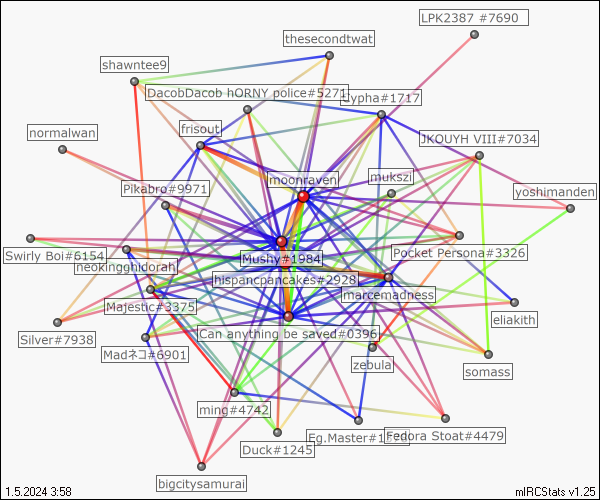 LPK2387 #7690
thesecondtwat
shawntee9
DacobDacob hORNY police#5271
Cypha#1717
frisout
normalwan
JKOUYH VIII#7034
mukszi
moonraven
Pikabro#9971
yoshimanden
Swirly Boi#6154
Mushy#1984
Pocket Persona#3326
neokingghidorah
hispancpancakes#2928
marcemadness
Majestic#3375
eliakith
Silver#7938
Can anything be saved#0396
Madネコ#6901
zebula
somass
ming#4742
Eg.Master#1
Fedora Stoat#4479
Duck#1245
bigcitysamurai
1.5.2024 3:58
mIRCStats v1.25